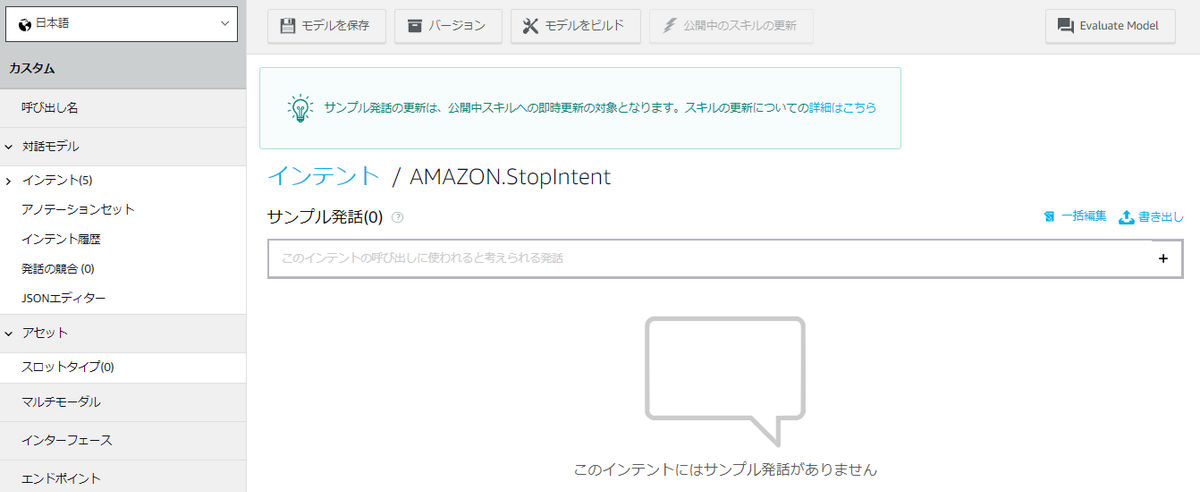 日本語
カスタム
呼び出し名
対話モデル
インテント(5)
アノテーションセット
インテント履歴
発話の競合 (0)
JSONエディター
アセット
スロットタイプ(0)
マルチモーダル
インターフェース
エンドポイント
モデルを保存 バージョン モデルをビルド 公開中のスキルの更新 Evaluate Model
サンプル発話の更新は、公開中スキルへの即時更新の対象となります。スキルの更新についての詳細はこちら
インテント / AMAZON.StopIntent
サンプル発話(0) ? 一括編集 書き出し
このインテントの呼び出しに使われると考えられる発話 +
このインテントにはサンプル発話がありません